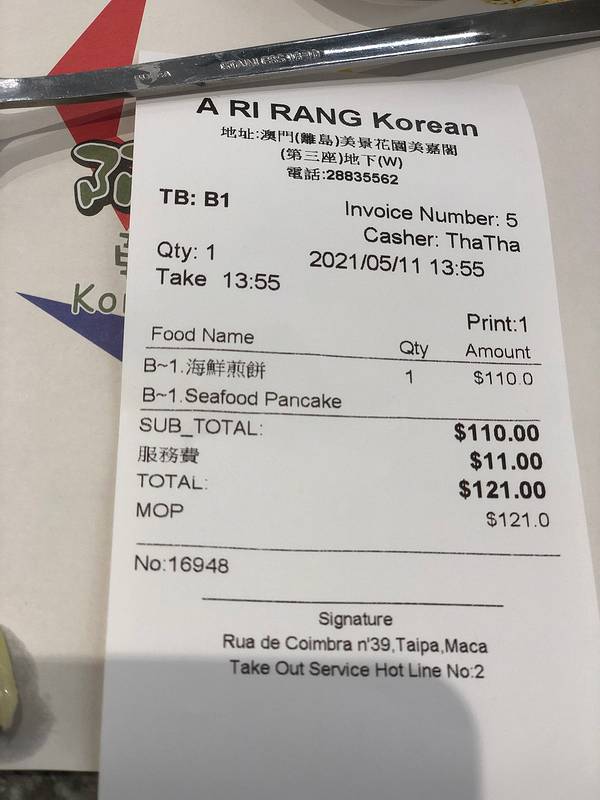 STAINLESS
A RI RANG Korean
地址:澳門(離島)美景花園美嘉閣
(第三座)地下(W)
電話:28835562
TB: B1
Invoice Number: 5
Casher: ThaTha
Qty: 1
2021/05/11 13:55
Take 13:55
Print:1
Food Name Qty Amount
B~1.海鮮煎餅 1 $110.0
B~1.Seafood Pancake
SUB_TOTAL: $110.00
服務費 $11.00
TOTAL: $121.00
MOP $121.0
No:16948
Signature
Rua de Coimbra n'39,Taipa,Maca
Take Out Service Hot Line No:2